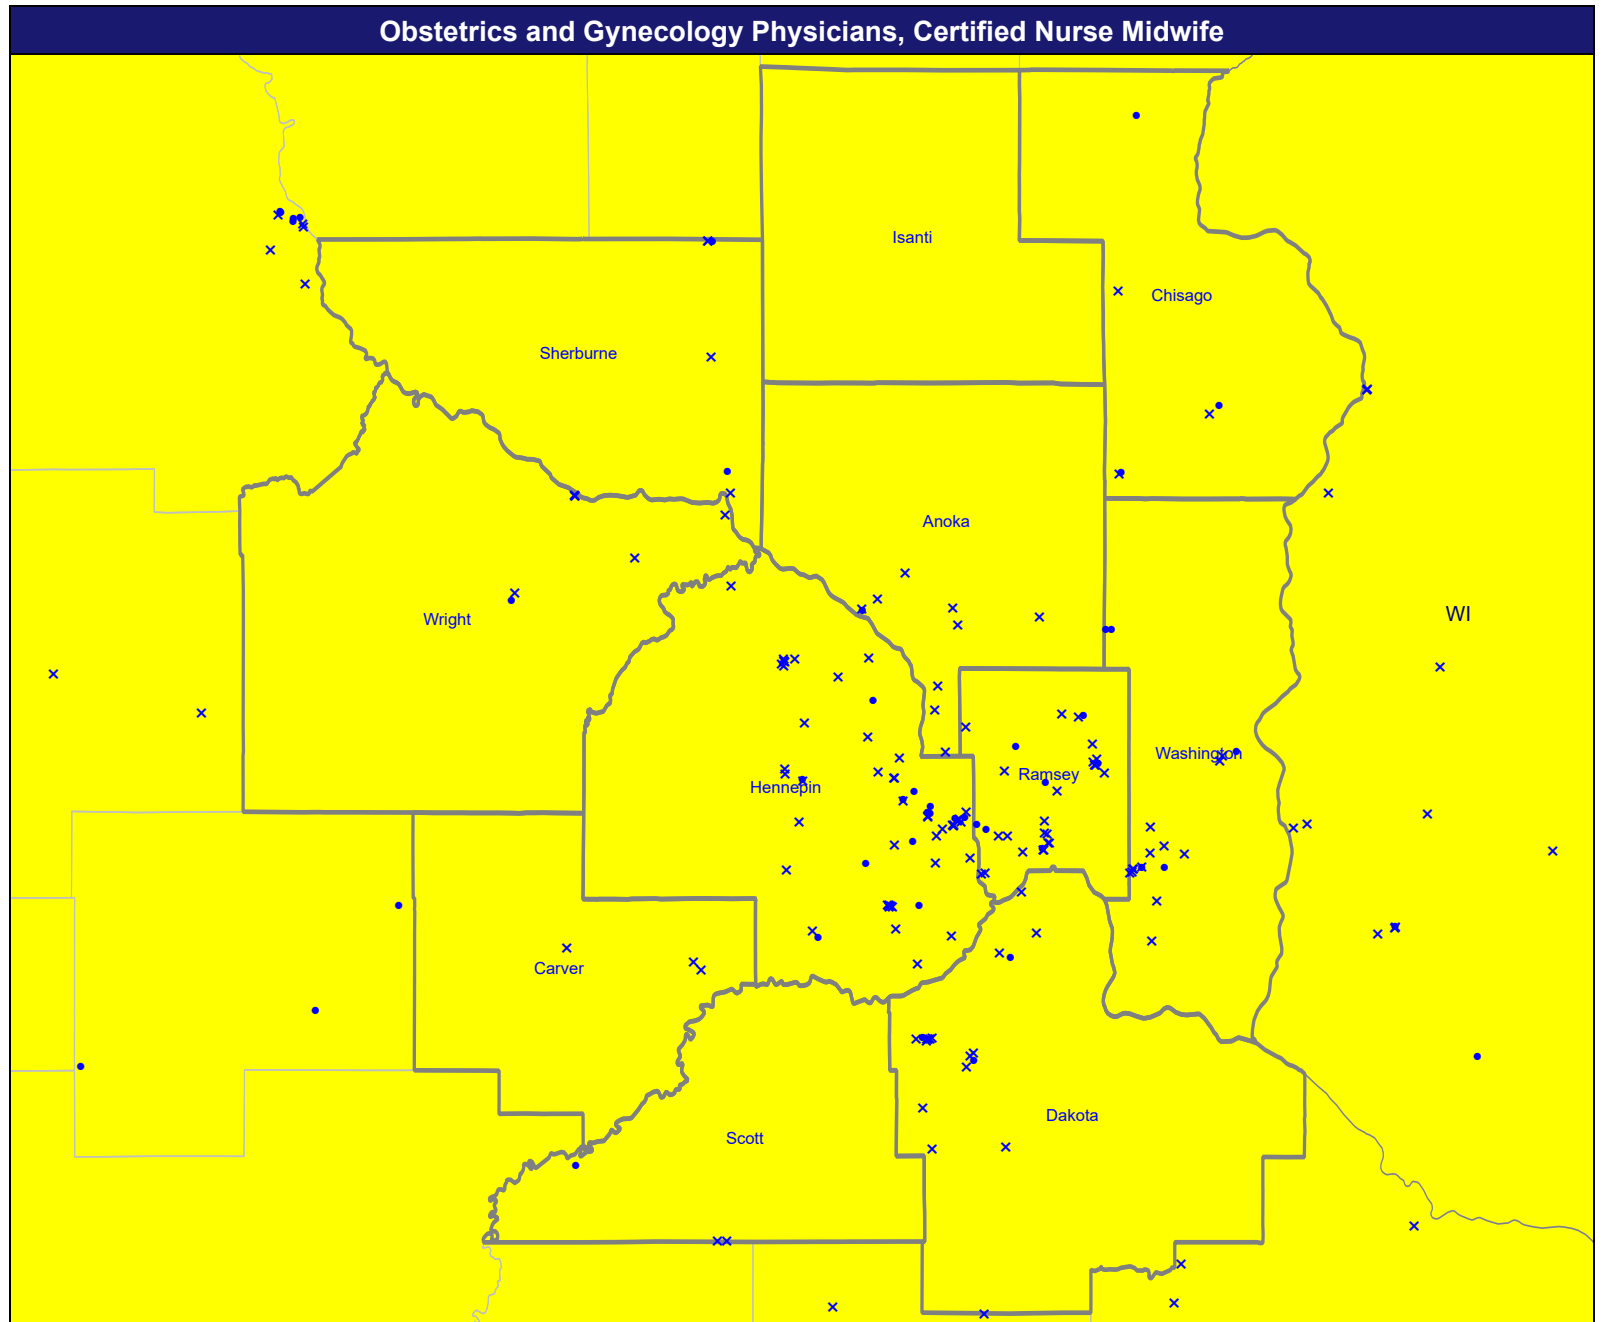 Obstetrics and Gynecology Physicians, Certified Nurse Midwife
Isanti
Chisago
Sherburne
Anoka
WI
Wright
Washington
Ramsey
Hennepin
Carver
Dakota
Scott